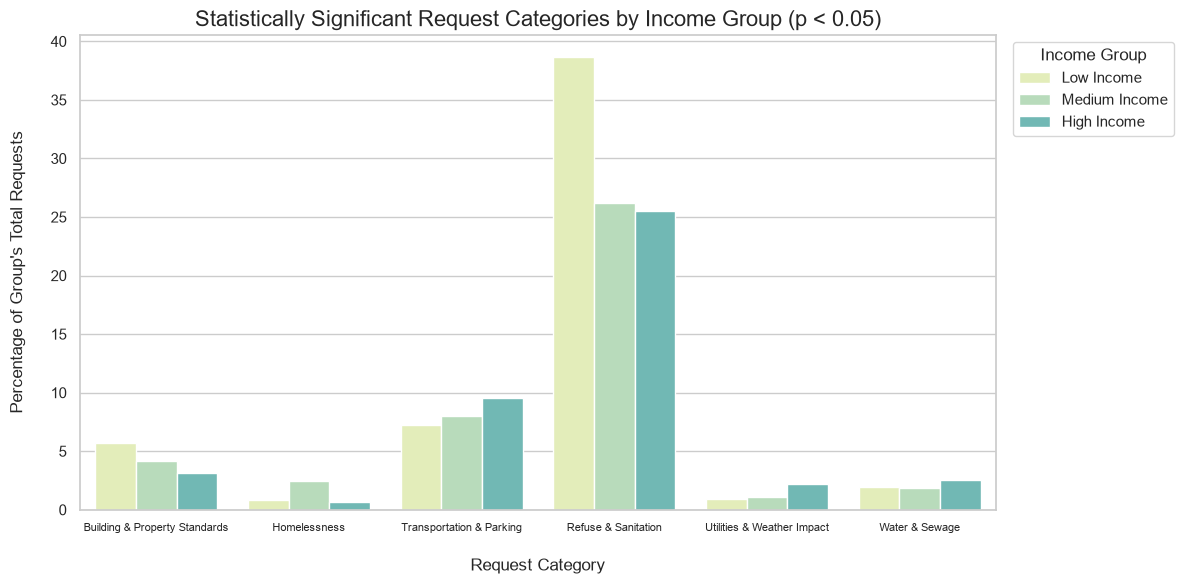 Statistically Significant Request Categories by Income Group (p < 0.05)
Percentage of Group's Total Requests
40
35
30
25
20
15
10
5
0
Building & Property Standards
Homelessness
Transportation & Parking
Refuse & Sanitation
Utilities & Weather Impact
Water & Sewage
Request Category
Income Group
Low Income
Medium Income
High Income